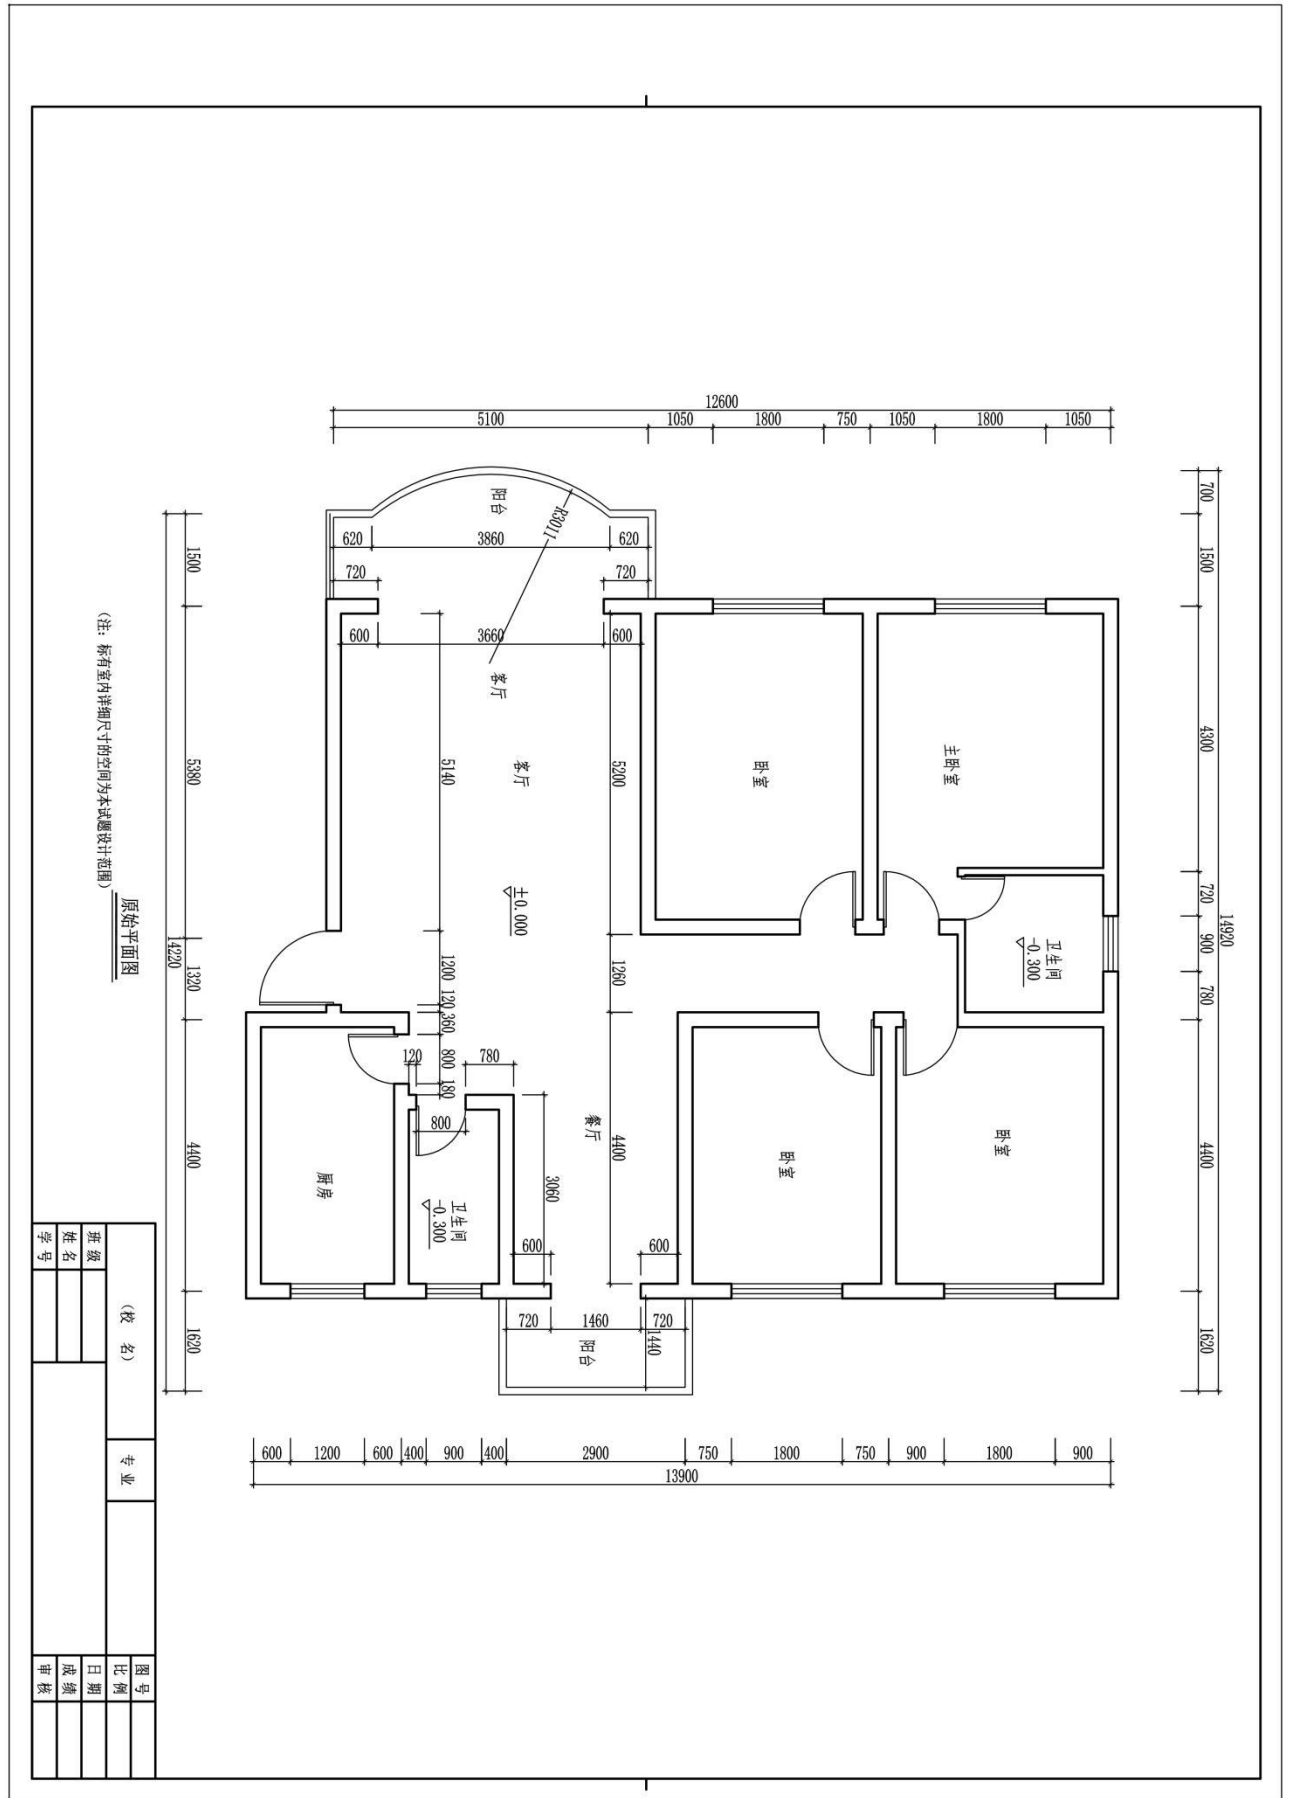 12600
5100
1050
1800
750
1050
1800
1050
阳台
R3011
620
3860
620
720
720
600
3660
600
客厅
客厅
5140
5200
±0.000
卧室
主卧室
卫生间
-0.300
1200
120
360
800
180
1260
120
780
800
餐厅
4400
3060
厨房
卫生间
-0.300
卧室
卧室
600
600
720
1460
720
1440
阳台
700
1500
4300
720
900
780
4400
1620
14920
1500
5380
1320
4400
1620
14220
600
1200
600
400
900
400
2900
750
1800
750
900
1800
900
13900
(注: 标有室内详细尺寸的空间为本试题设计范围)
原始平面图
(校 名)
专业
班级
姓名
学号
图号
比例
日期
成绩
审核